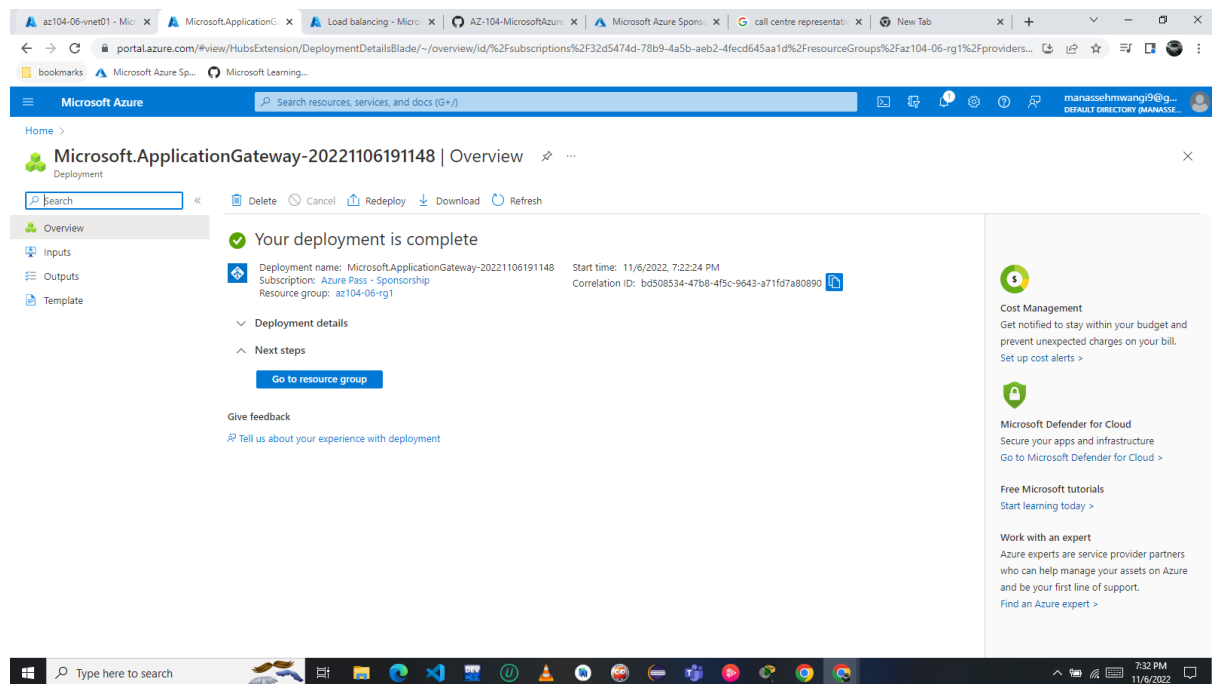 az104-06-vnet01 - Micr
Microsoft.ApplicationG
Load balancing - Micro
AZ-104-MicrosoftAzure
Microsoft Azure Sponso
call centre representativ
New Tab
portal.azure.com/#view/HubsExtension/DeploymentDetailsBlade/~/overview/id/%2Fsubscriptions%2F32d5474d-78b9-4a5b-aeb2-4fecd645aa1d%2FresourceGroups%2Faz104-06-rg1%2Fproviders...
bookmarks
Microsoft Azure Sp...
Microsoft Learning...
Microsoft Azure
Search resources, services, and docs (G+/)
1
manassehmwangi9@g...
DEFAULT DIRECTORY (MANASSE...
Home >
Microsoft.ApplicationGateway-20221106191148 | Overview
...
Deployment
Search
«
Delete
Cancel
Redeploy
Download
Refresh
Overview
Inputs
Outputs
Template
Your deployment is complete
Deployment name: Microsoft.ApplicationGateway-20221106191148
Subscription: Azure Pass - Sponsorship
Resource group: az104-06-rg1
Start time: 11/6/2022, 7:22:24 PM
Correlation ID: bd508534-47b8-4f5c-9643-a71fd7a80890
Deployment details
Next steps
Go to resource group
Give feedback
Tell us about your experience with deployment
Cost Management
Get notified to stay within your budget and
prevent unexpected charges on your bill.
Set up cost alerts >
Microsoft Defender for Cloud
Secure your apps and infrastructure
Go to Microsoft Defender for Cloud >
Free Microsoft tutorials
Start learning today >
Work with an expert
Azure experts are service provider partners
who can help manage your assets on Azure
and be your first line of support.
Find an Azure expert >
Type here to search
DEV
7:32 PM
11/6/2022